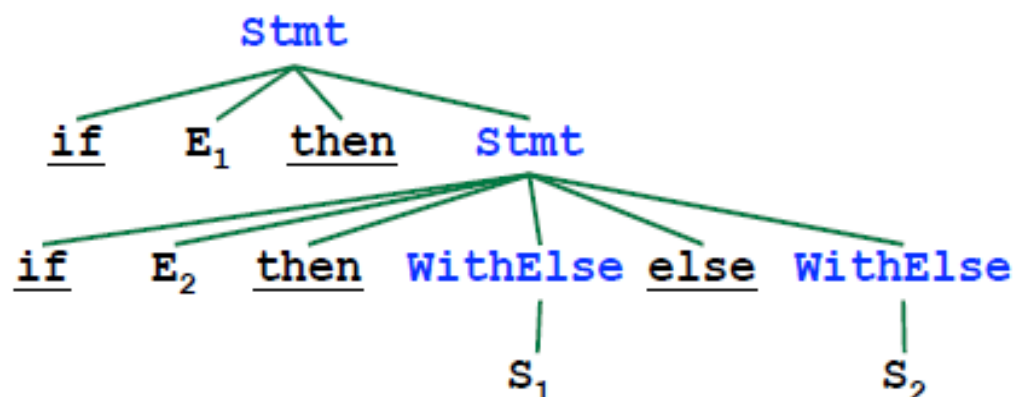 Stmt
if E₁ then Stmt
if E₂ then WithElse else WithElse
S₁ S₂